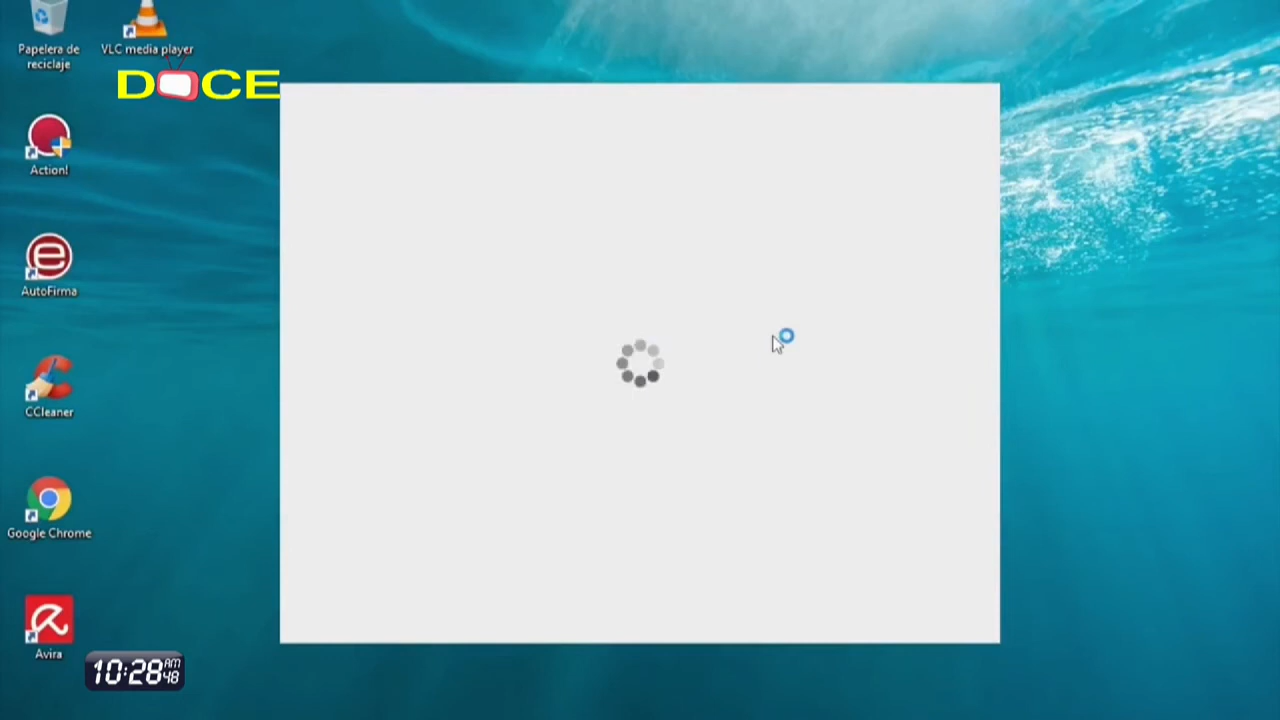 Papelera de
reciclaje
VLC media player
DOCE
Action!
AutoFirma
CCleaner
Google Chrome
Avira
10:28 AM
48